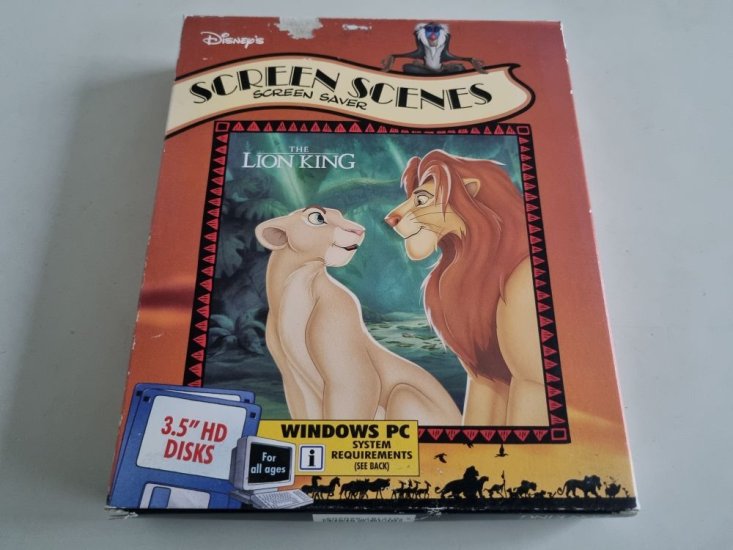 Disney's
SCREEN SCENES
SCREEN SAVER
THE
LION KING
3.5" HD
DISKS
For
all ages
i
WINDOWS PC
SYSTEM
REQUIREMENTS
(SEE BACK)